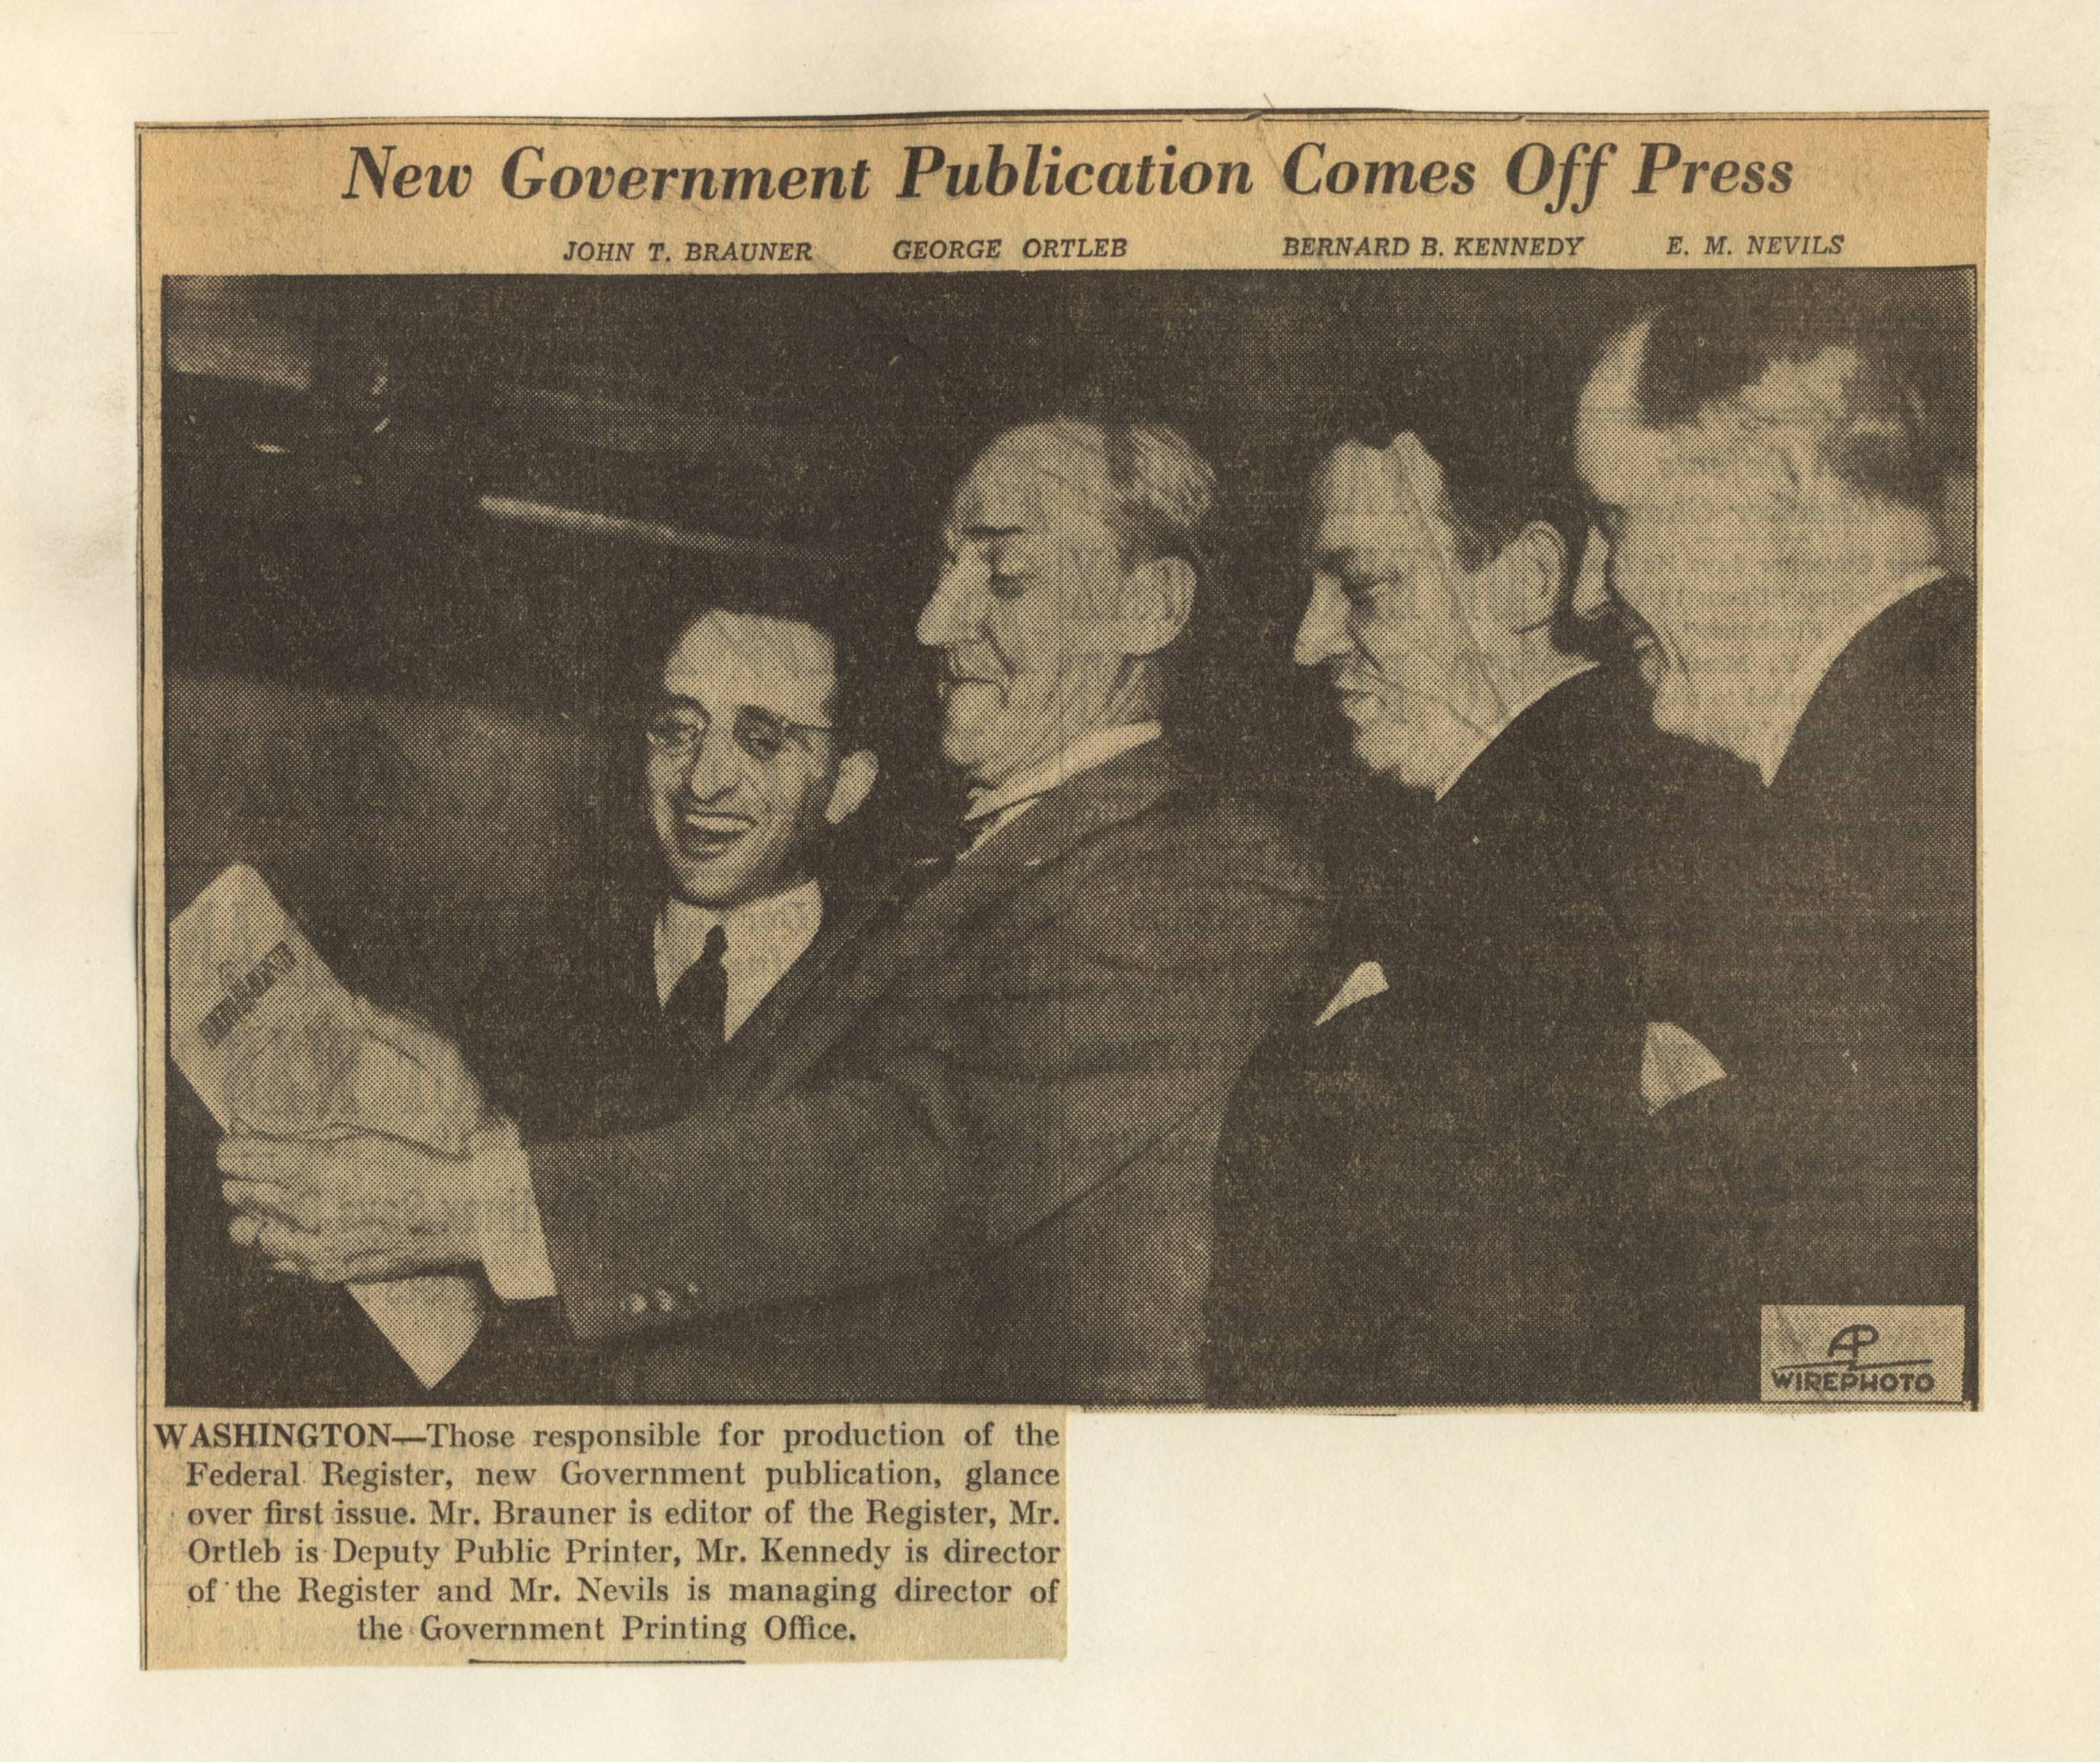 New Government Publication Comes Off Press
JOHN T. BRAUNER GEORGE ORTLEB BERNARD B. KENNEDY E. M. NEVILS
AP
WIREPHOTO
WASHINGTON—Those responsible for production of the
Federal Register, new Government publication, glance
over first issue. Mr. Brauner is editor of the Register, Mr.
Ortleb is Deputy Public Printer, Mr. Kennedy is director
of the Register and Mr. Nevils is managing director of
the Government Printing Office.